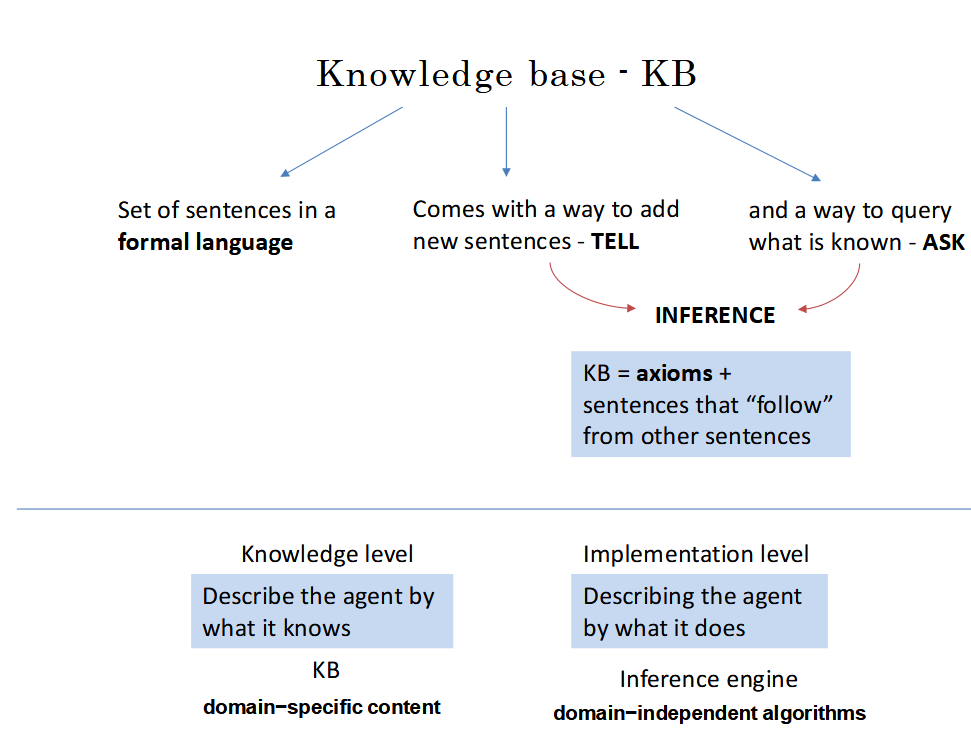 Knowledge base - KB
Set of sentences in a
formal language
Comes with a way to add
new sentences - TELL
and a way to query
what is known - ASK
INFERENCE
KB = axioms +
sentences that “follow”
from other sentences
Knowledge level
Describe the agent by
what it knows
KB
domain−specific content
Implementation level
Describing the agent
by what it does
Inference engine
domain−independent algorithms